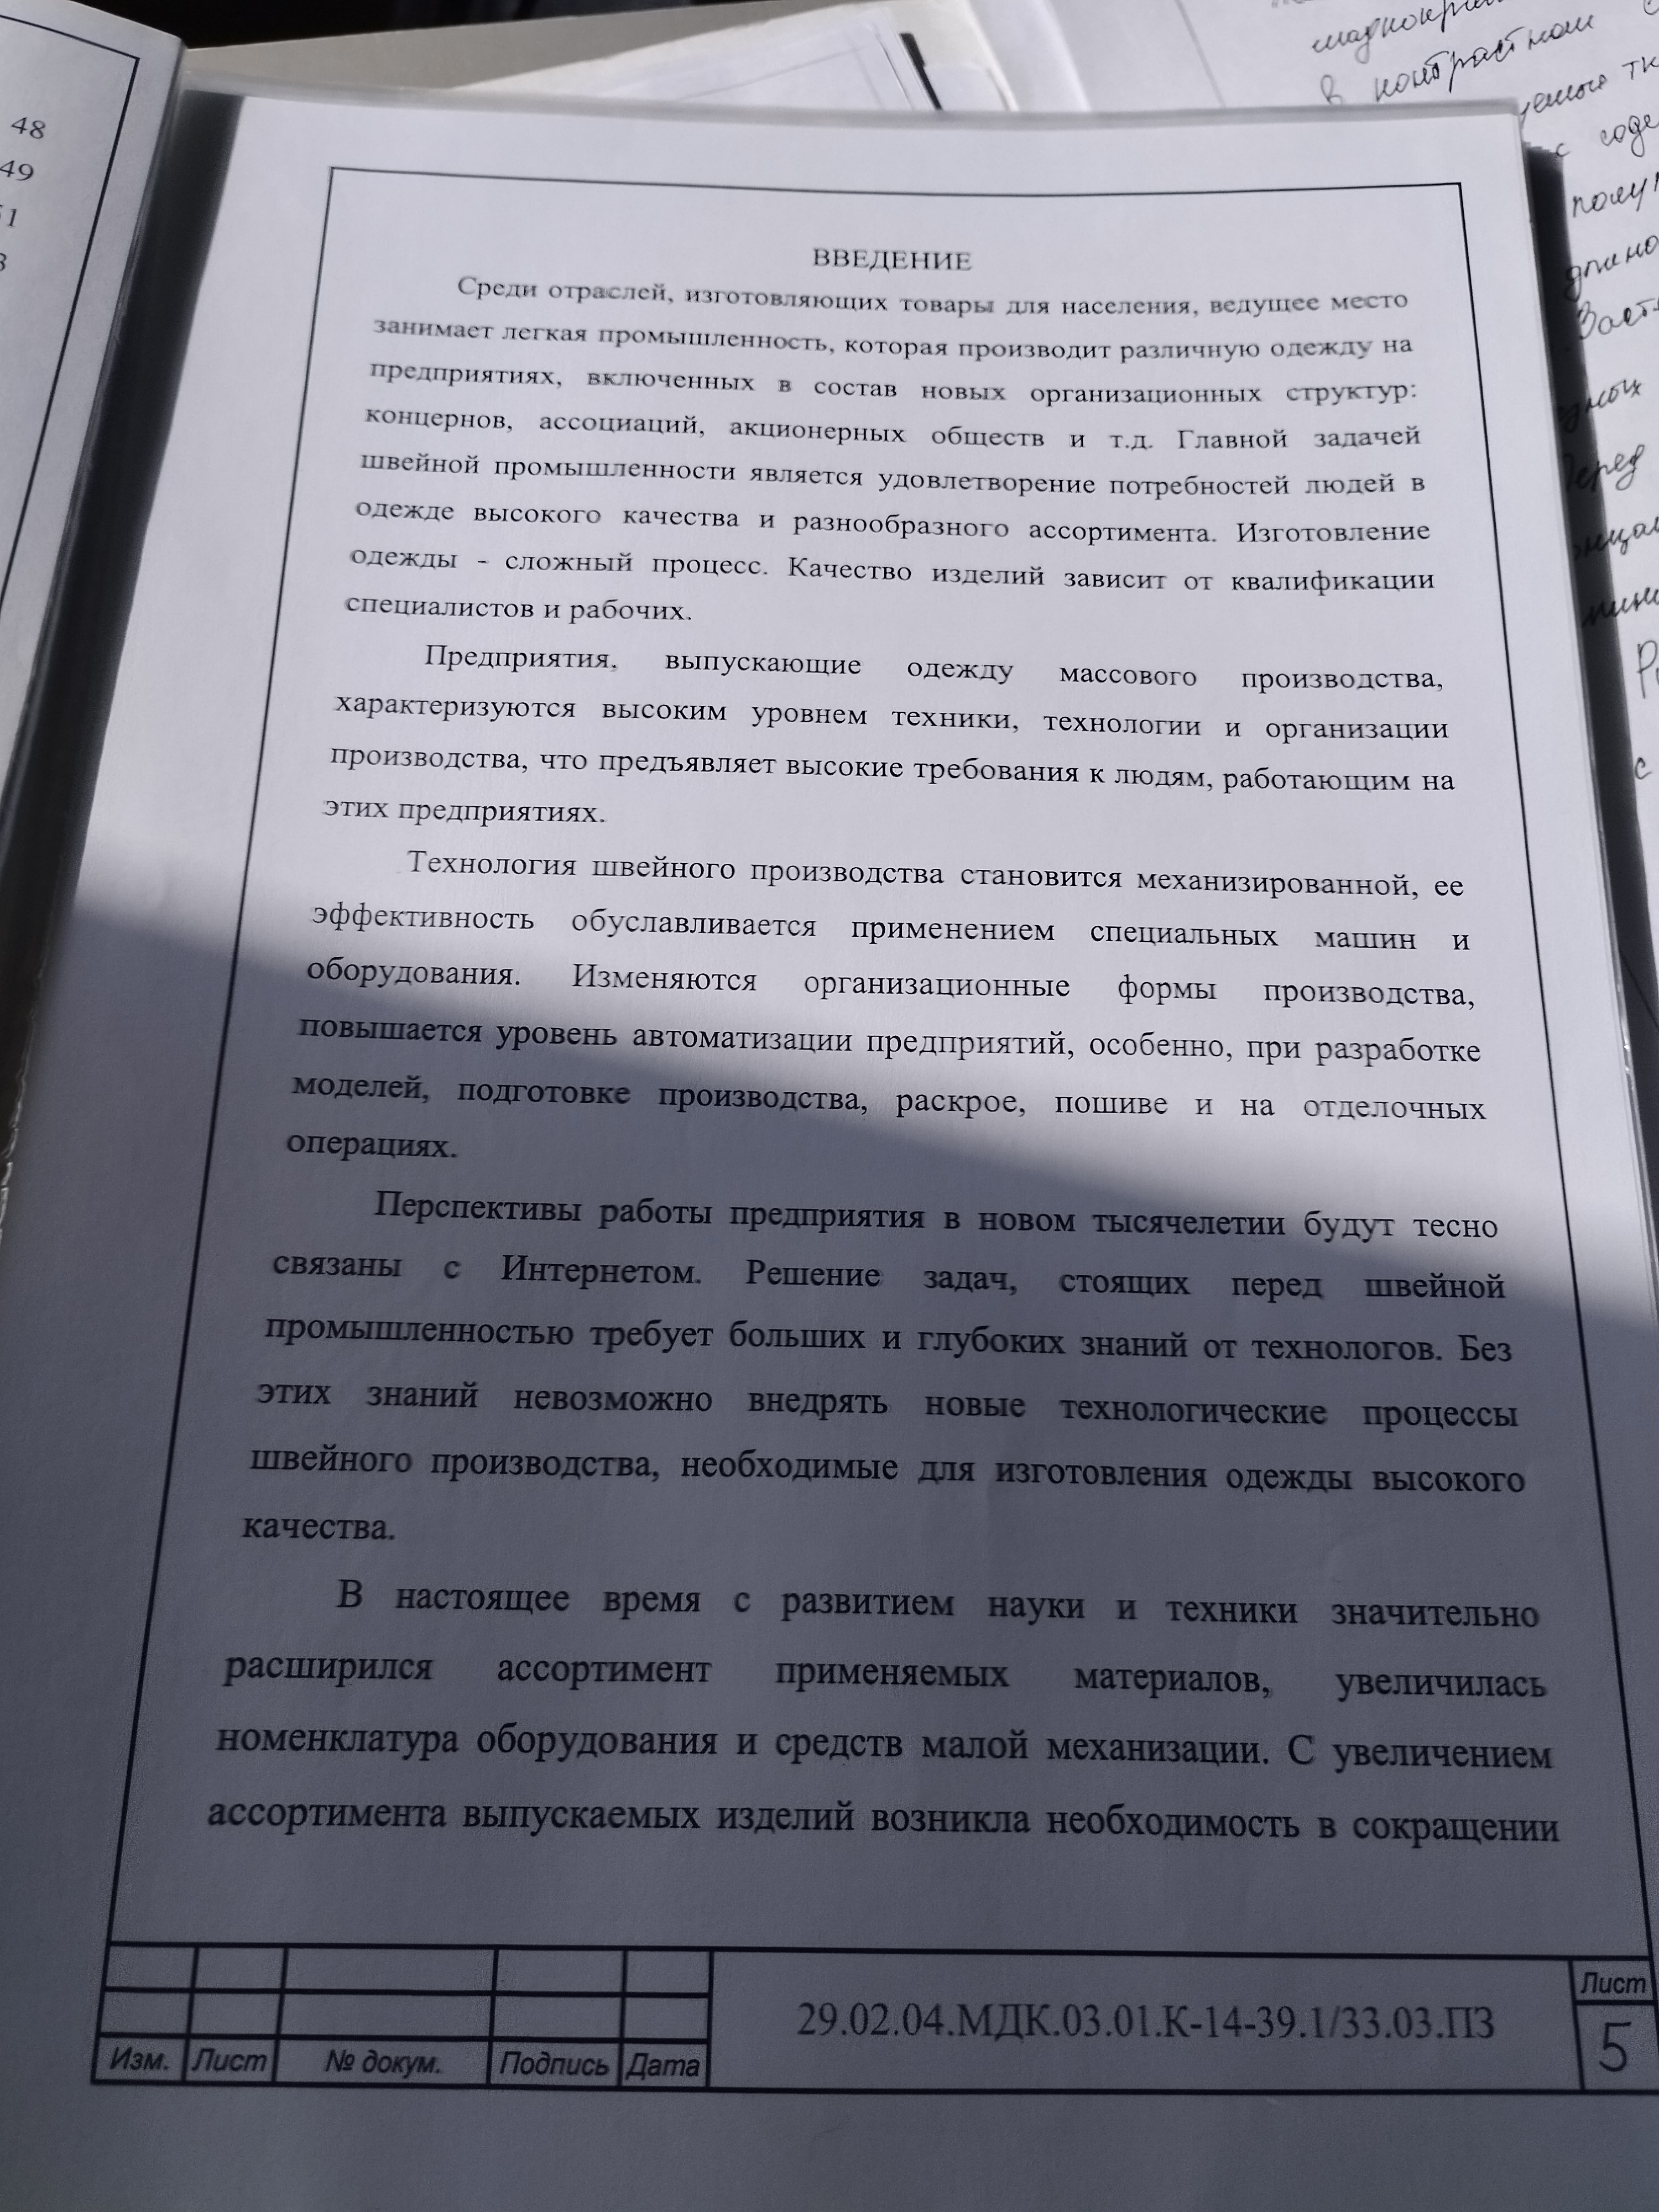 48
49
ВВЕДЕНИЕ
Среди отраслей, изготовляющих товары для населения, ведущее место
занимает легкая промышленность, которая производит различную одежду на
предприятиях, включенных в состав новых организационных структур:
концернов, ассоциаций, акционерных обществ и т.д. Главной задачей
швейной промышленности является удовлетворение потребностей людей в
одежде высокого качества и разнообразного ассортимента. Изготовление
одежды - сложный процесс. Качество изделий зависит от квалификации
специалистов и рабочих.
Предприятия, выпускающие одежду массового производства,
характеризуются высоким уровнем техники, технологии и организации
производства, что предъявляет высокие требования к людям, работающим на
этих предприятиях.
Технология швейного производства становится механизированной, ее
эффективность обуславливается применением специальных машин и
оборудования. Изменяются организационные формы производства,
повышается уровень автоматизации предприятий, особенно, при разработке
моделей, подготовке производства, раскрое, пошиве и на отделочных
операциях.
Перспективы работы предприятия в новом тысячелетии будут тесно
связаны с Интернетом. Решение задач, стоящих перед швейной
промышленностью требует больших и глубоких знаний от технологов. Без
этих знаний невозможно внедрять новые технологические процессы
швейного производства, необходимые для изготовления одежды высокого
качества.
В настоящее время с развитием науки и техники значительно
расширился ассортимент применяемых материалов, увеличилась
номенклатура оборудования и средств малой механизации. С увеличением
ассортимента выпускаемых изделий возникла необходимость в сокращении
29.02.04.МДК.03.01.К-14-39.1/33.03.ПЗ
Лист
5
Изм. Лист № докум. Подпись Дата
в контрастном
с